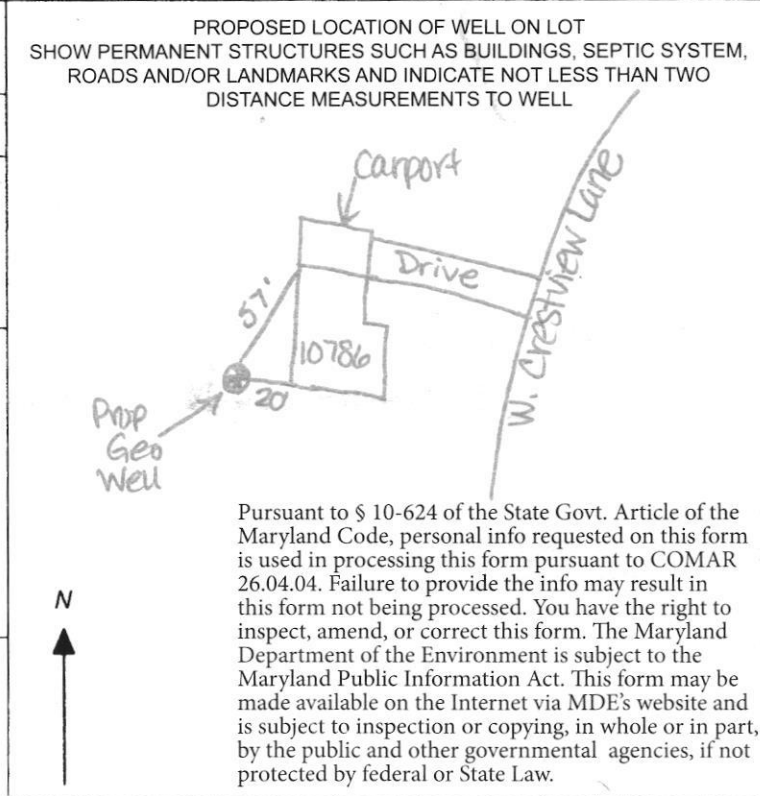 PROPOSED LOCATION OF WELL ON LOT
SHOW PERMANENT STRUCTURES SUCH AS BUILDINGS, SEPTIC SYSTEM,
ROADS AND/OR LANDMARKS AND INDICATE NOT LESS THAN TWO
DISTANCE MEASUREMENTS TO WELL
Carport
Drive
W. Crestview Lane
57'
10786
20'
Prop
Geo
Well
Pursuant to § 10-624 of the State Govt. Article of the
Maryland Code, personal info requested on this form
is used in processing this form pursuant to COMAR
26.04.04. Failure to provide the info may result in
this form not being processed. You have the right to
inspect, amend, or correct this form. The Maryland
Department of the Environment is subject to the
Maryland Public Information Act. This form may be
made available on the Internet via MDE's website and
is subject to inspection or copying, in whole or in part,
by the public and other governmental agencies, if not
protected by federal or State Law.
N